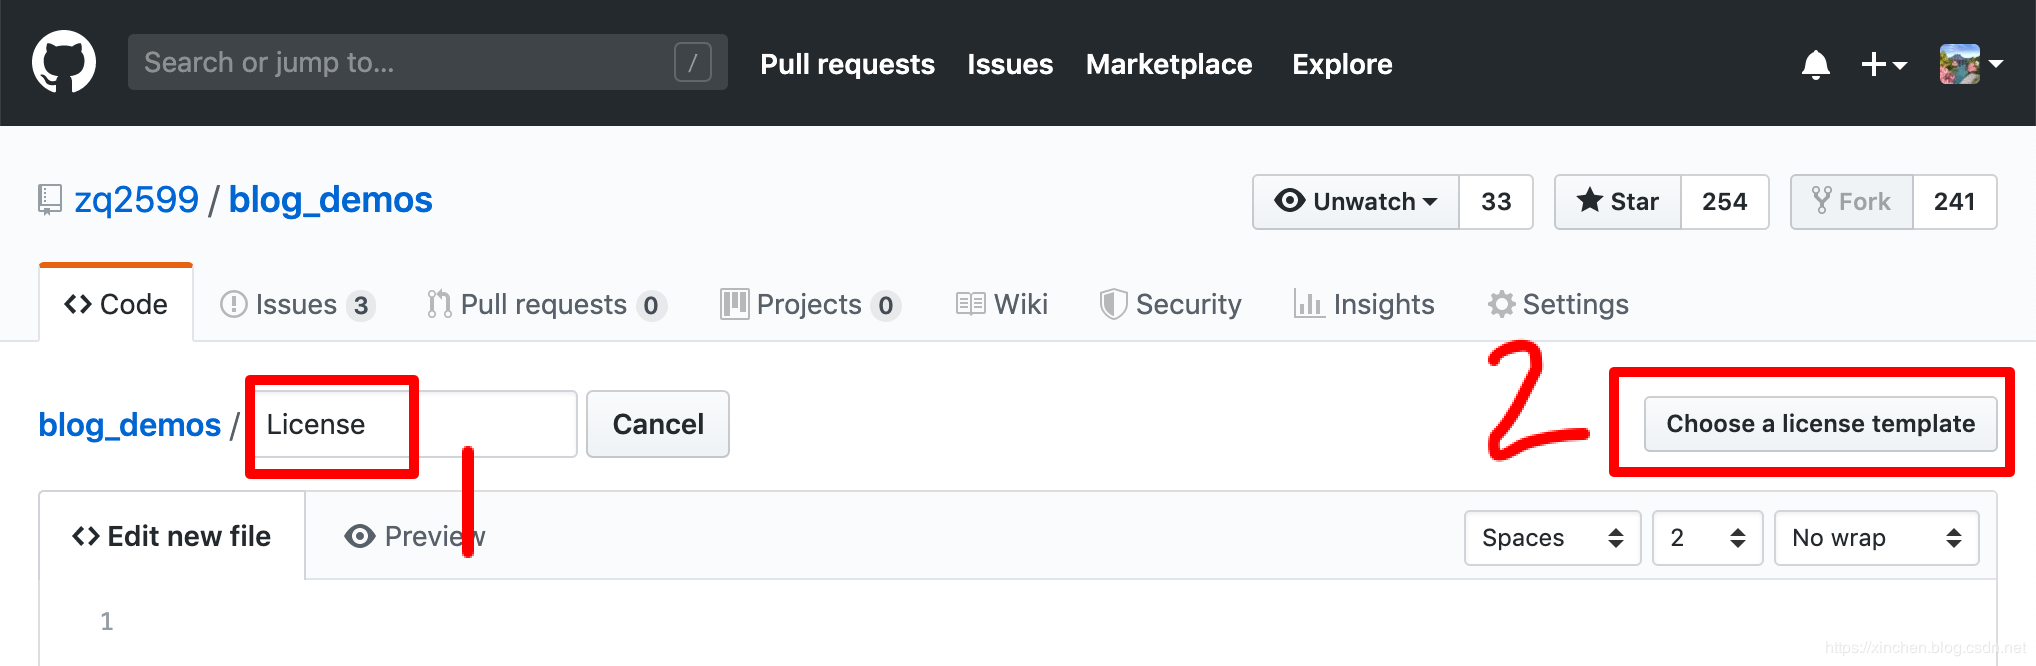 Search or jump to... / Pull requests Issues Marketplace Explore
zq2599 / blog_demos Unwatch 33 Star 254 Fork 241
Code Issues 3 Pull requests 0 Projects 0 Wiki Security Insights Settings
blog_demos / License Cancel 2 Choose a license template
1
Edit new file Preview Spaces 2 No wrap
1
https://xinchen.blog.csdn.net